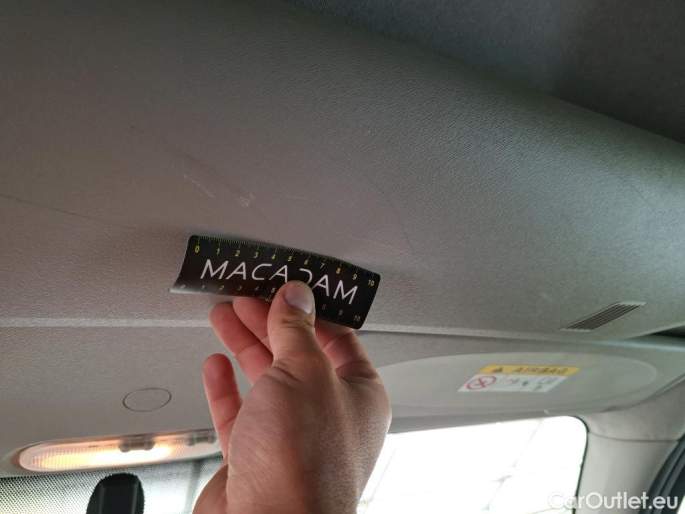 0 1 2 3 4 5 6 7 8 9 10
MACADAM
AIRBAG
CarOutlet.eu